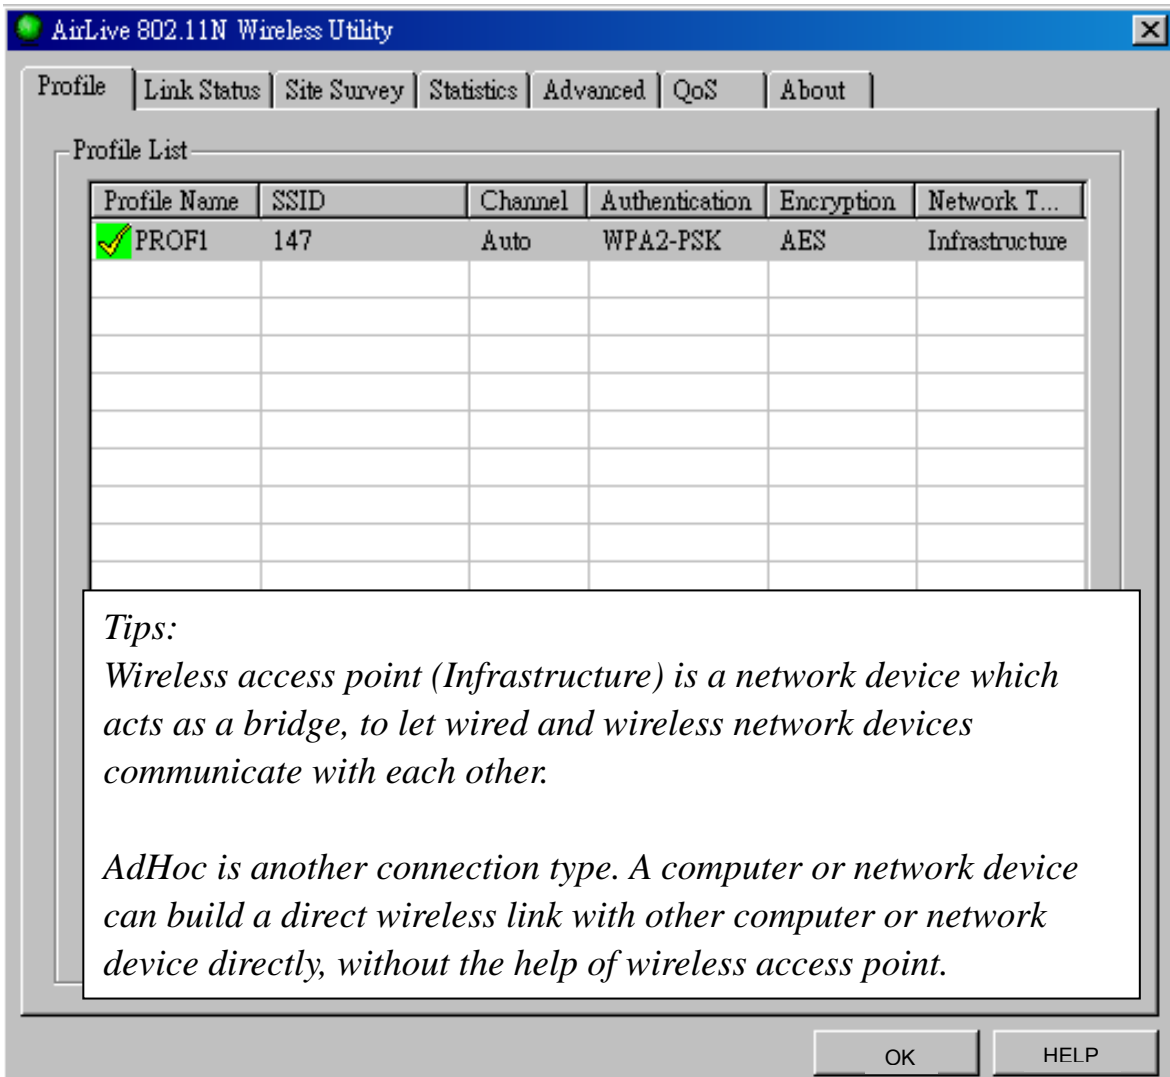 AirLive 802.11N Wireless Utility
Profile Link Status Site Survey Statistics Advanced QoS About
Profile List
Profile Name SSID Channel Authentication Encryption Network T...
PROF1 147 Auto WPA2-PSK AES Infrastructure
Tips:
Wireless access point (Infrastructure) is a network device which
acts as a bridge, to let wired and wireless network devices
communicate with each other.
AdHoc is another connection type. A computer or network device
can build a direct wireless link with other computer or network
device directly, without the help of wireless access point.
OK HELP